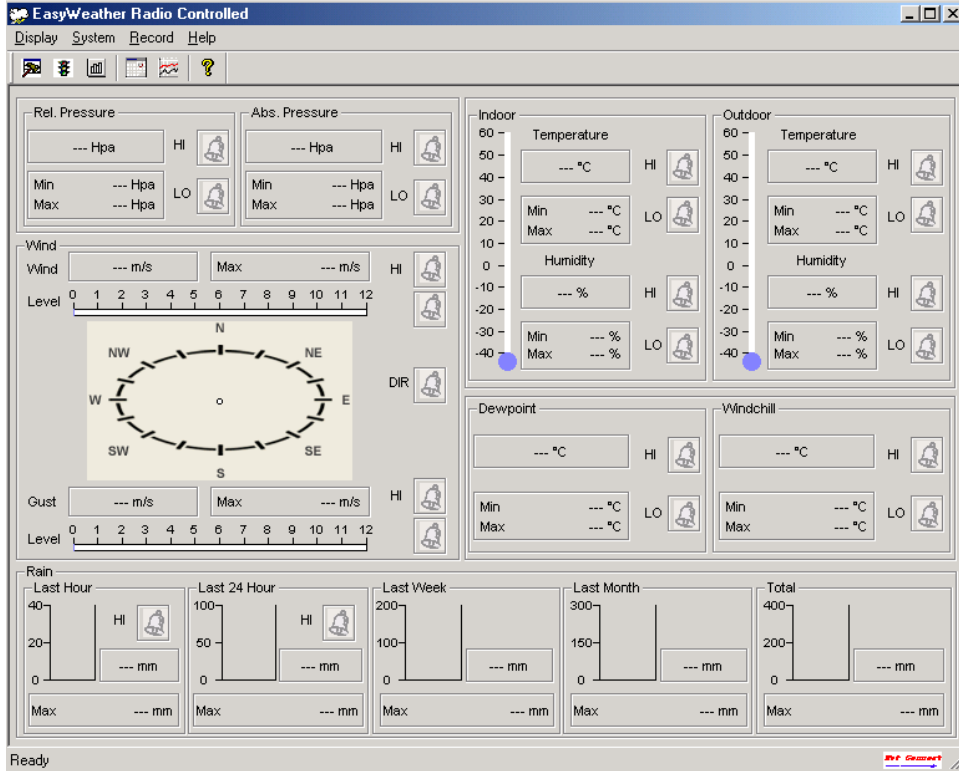 EasyWeather Radio Controlled
Display System Record Help
Rel. Pressure
--- Hpa
HI
Min --- Hpa
Max --- Hpa
LO
Abs. Pressure
--- Hpa
HI
Min --- Hpa
Max --- Hpa
LO
Wind
Wind --- m/s Max --- m/s HI
Level 0 1 2 3 4 5 6 7 8 9 10 11 12
N
NW NE
W E
SW SE
S
DIR
Gust --- m/s Max --- m/s HI
Level 0 1 2 3 4 5 6 7 8 9 10 11 12
Indoor
60
50
40
30
20
10
0
-10
-20
-30
-40
Temperature
--- °C
HI
Min --- °C
Max --- °C
LO
Humidity
--- %
HI
Min --- %
Max --- %
LO
Outdoor
60
50
40
30
20
10
0
-10
-20
-30
-40
Temperature
--- °C
HI
Min --- °C
Max --- °C
LO
Humidity
--- %
HI
Min --- %
Max --- %
LO
Dewpoint
--- °C
HI
Min --- °C
Max --- °C
LO
Windchill
--- °C
HI
Min --- °C
Max --- °C
LO
Rain
Last Hour
40
20
0
HI
--- mm
Max --- mm
Last 24 Hour
100
50
0
HI
--- mm
Max --- mm
Last Week
200
100
0
--- mm
Max --- mm
Last Month
300
150
0
--- mm
Max --- mm
Total
400
200
0
--- mm
Max --- mm
Ready
Not Connect